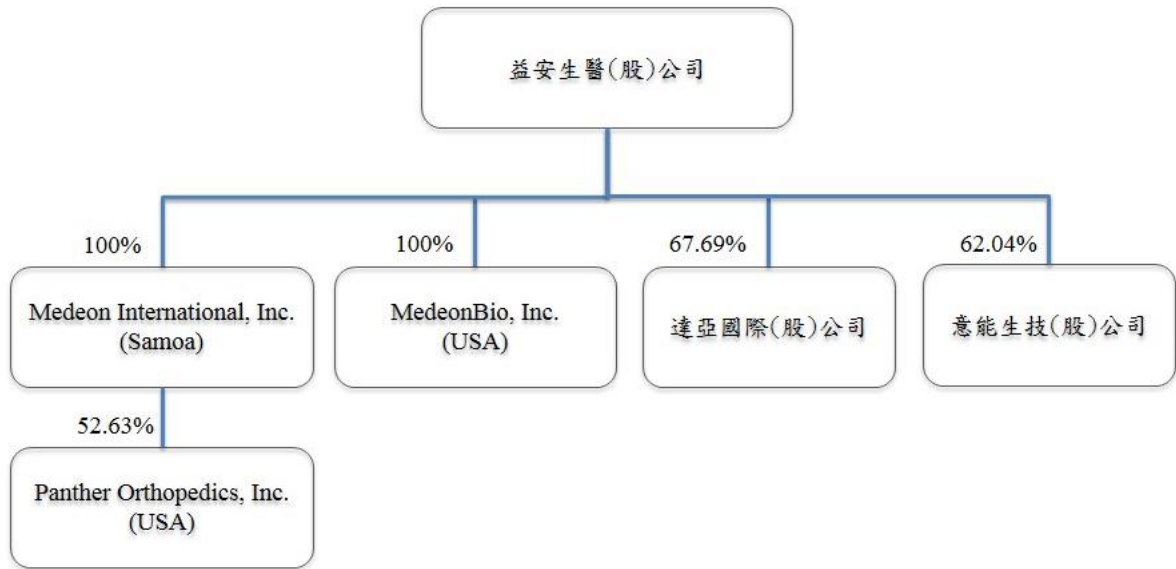 益安生醫(股)公司
100%
100%
67.69%
62.04%
Medeon International, Inc.
(Samoa)
MedeonBio, Inc.
(USA)
達亞國際(股)公司
意能生技(股)公司
52.63%
Panther Orthopedics, Inc.
(USA)